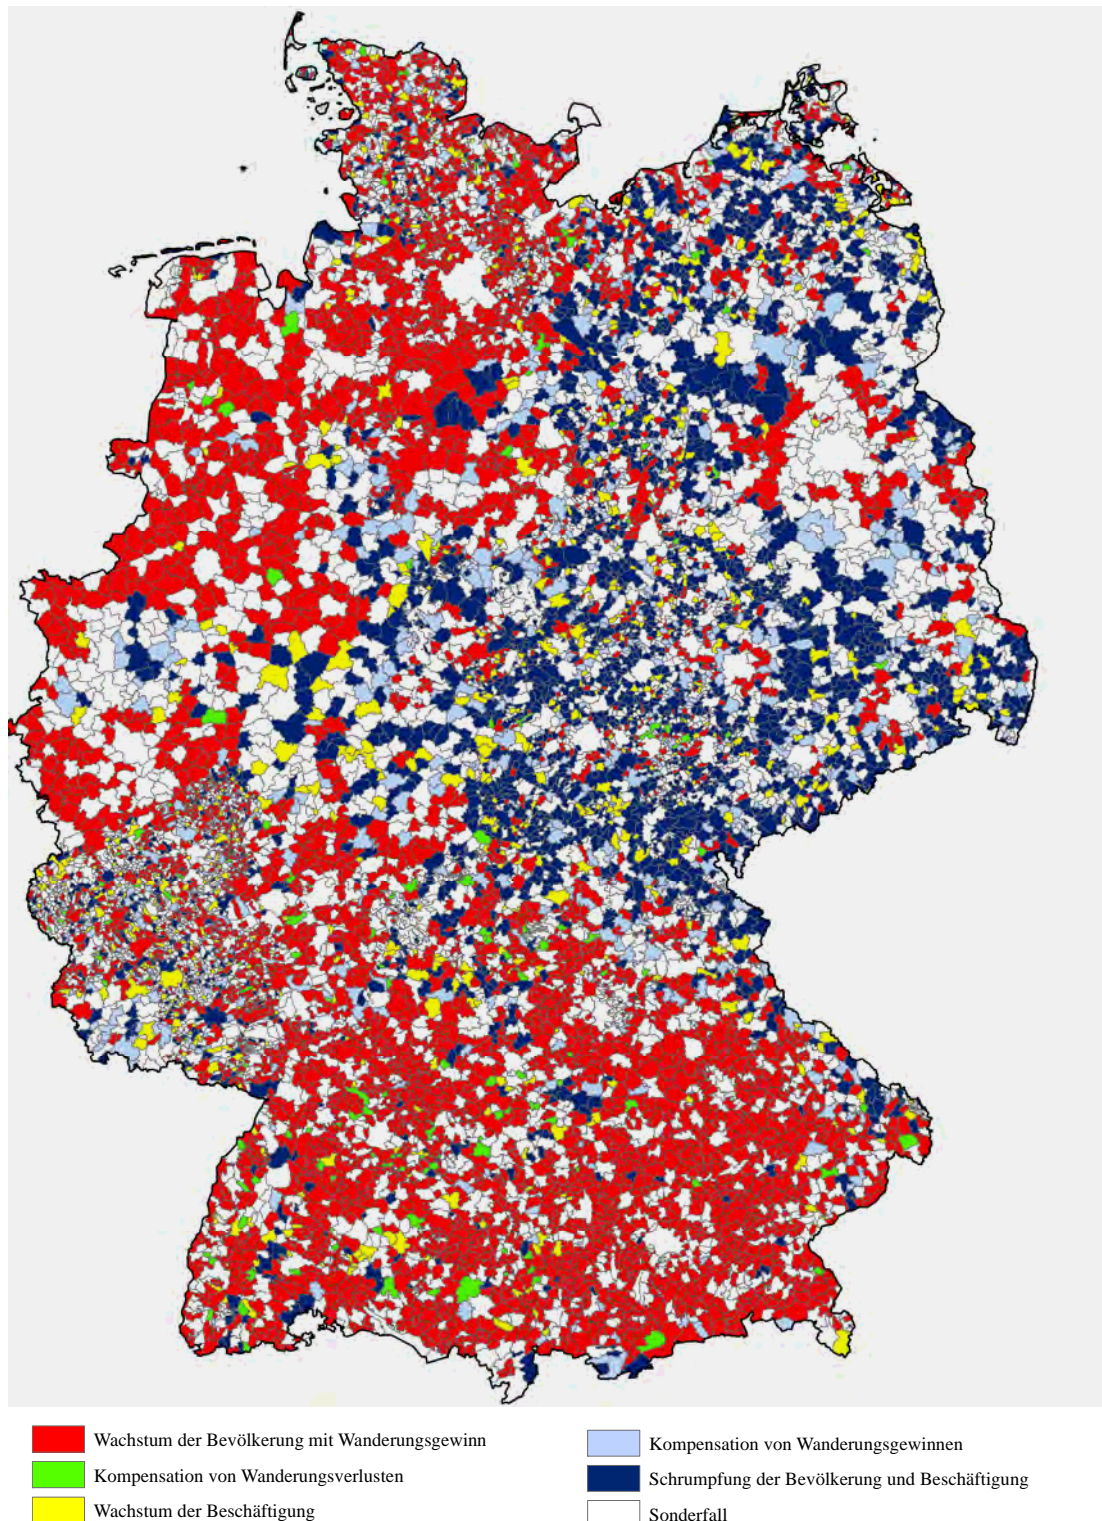 Wachstum der Bevölkerung mit Wanderungsgewinn
Kompensation von Wanderungsverlusten
Wachstum der Beschäftigung
Kompensation von Wanderungsgewinnen
Schrumpfung der Bevölkerung und Beschäftigung
Sonderfall